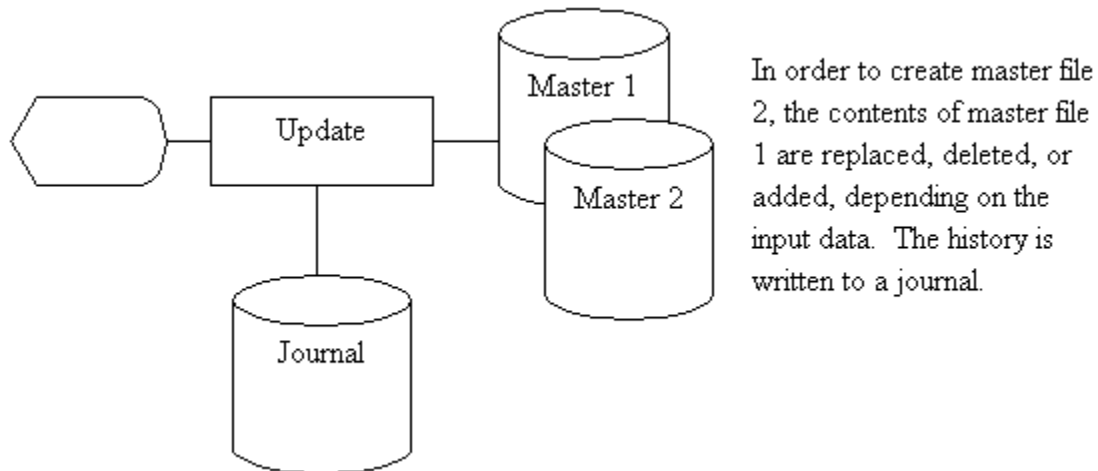 Update
Master 1
Master 2
Journal
In order to create master file
2, the contents of master file
1 are replaced, deleted, or
added, depending on the
input data.  The history is
written to a journal.